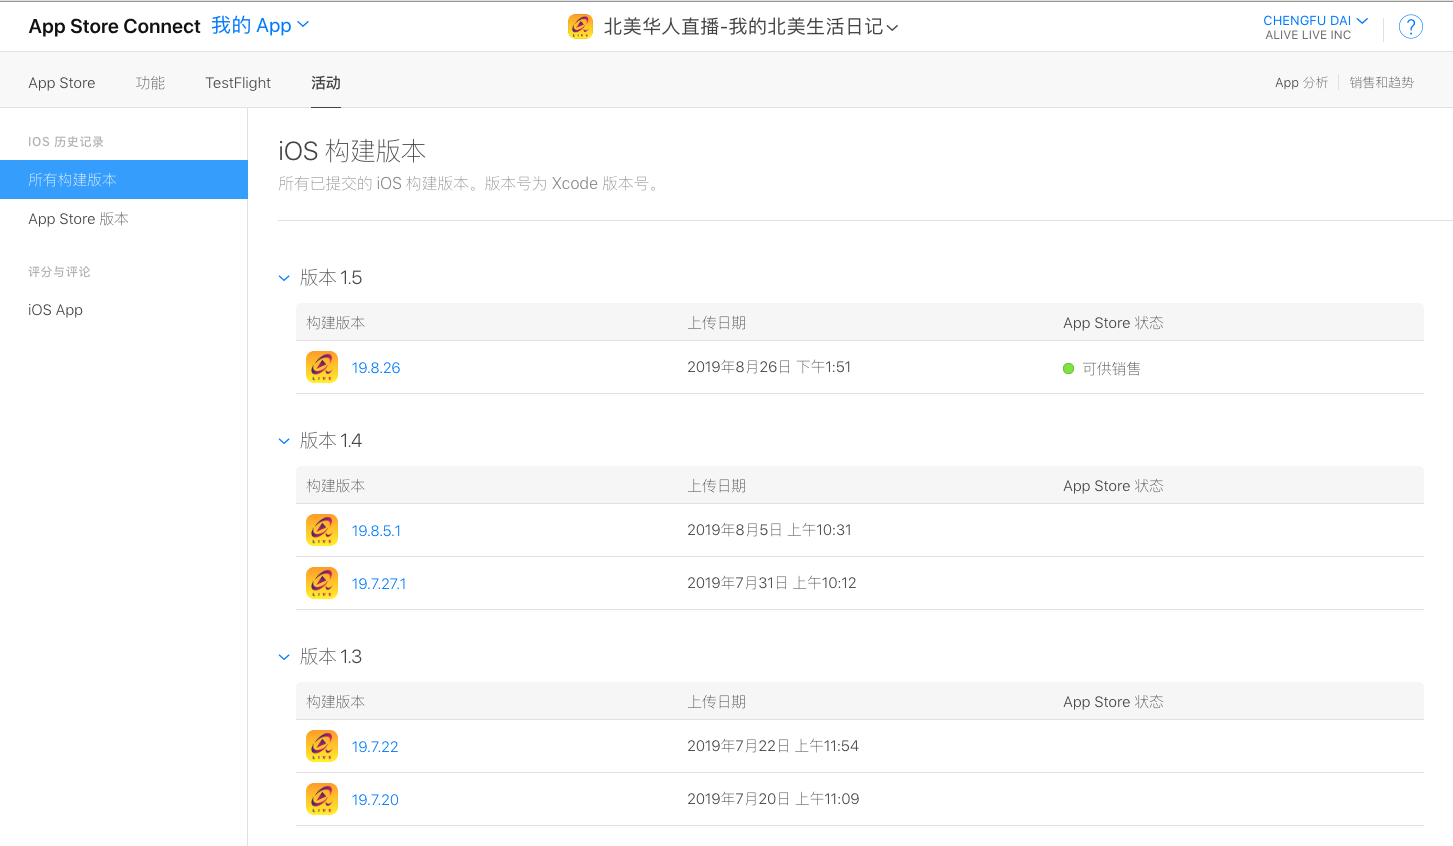 App Store Connect 我的 App 北美华人直播-我的北美生活日记 CHENGFU DAI
ALIVE LIVE INC
?
App Store 功能 TestFlight 活动 App 分析 销售和趋势
IOS 历史记录
所有构建版本
App Store 版本
评分与评论
iOS App
iOS 构建版本
所有已提交的 iOS 构建版本。版本号为 Xcode 版本号。
版本 1.5
构建版本 上传日期 App Store 状态
LIVE
19.8.26 2019年8月26日 下午1:51 可供销售
版本 1.4
构建版本 上传日期 App Store 状态
LIVE
19.8.5.1 2019年8月5日 上午10:31
LIVE
19.7.27.1 2019年7月31日 上午10:12
版本 1.3
构建版本 上传日期 App Store 状态
LIVE
19.7.22 2019年7月22日 上午11:54
LIVE
19.7.20 2019年7月20日 上午11:09